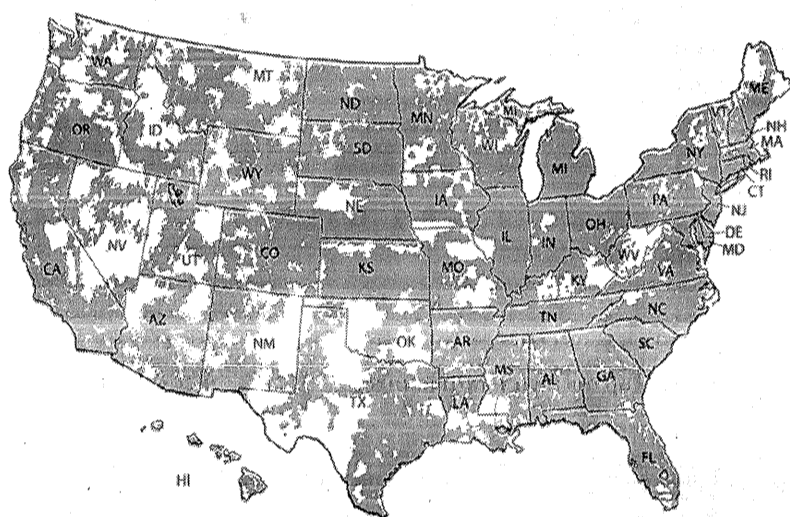 WA
MT
ND
MN
ME
OR
ID
WI
MI
VT
NH
MA
SD
NY
WY
MI
RI
CT
IA
PA
NE
NJ
NV
IL
IN
OH
DE
MD
UT
CO
WV
CA
KS
MO
KY
VA
NC
TN
AZ
NM
OK
AR
SC
MS
AL
GA
TX
LA
FL
HI